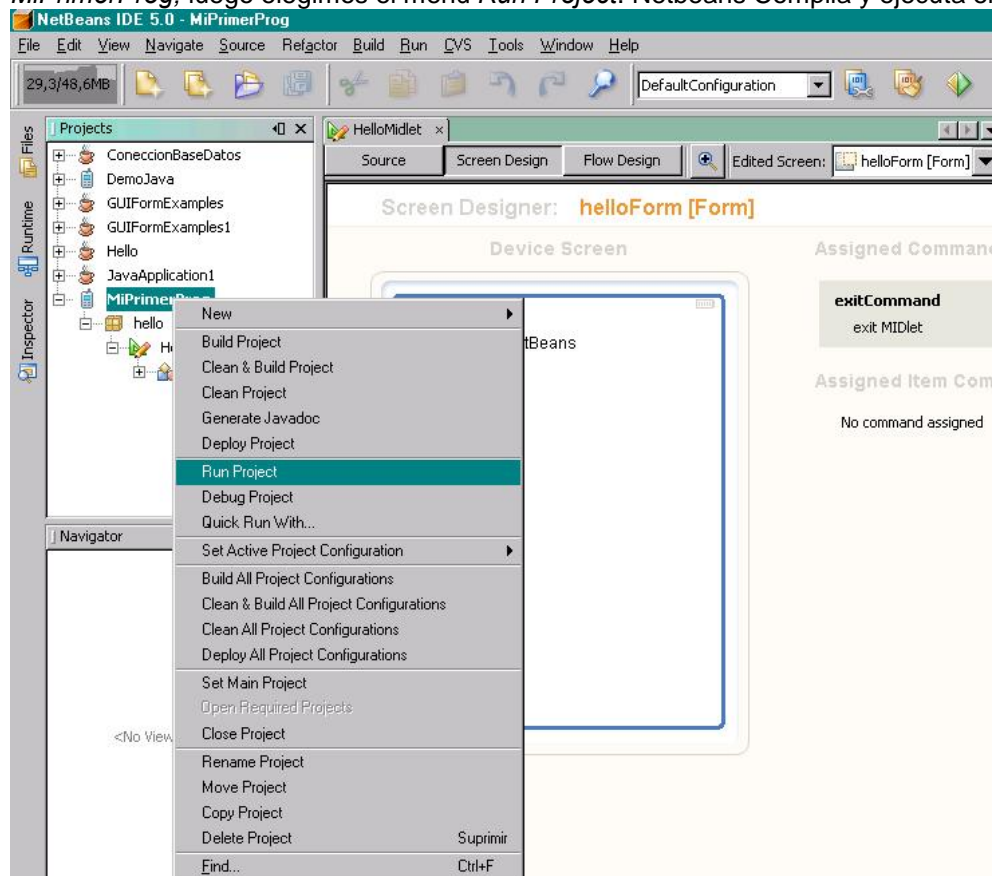 MiPrimerProg, luego elegimos el menú Run Project. Netbeans Compila y ejecuta el
NetBeans IDE 5.0 - MiPrimerProg
File Edit View Navigate Source Refactor Build Run CVS Tools Window Help
29,3/48,6MB DefaultConfiguration
Files
Runtime
Inspector
Projects
ConeccionBaseDatos
DemoJava
GUIFormExamples
GUIFormExamples1
Hello
JavaApplication1
hello
HelloMidlet
Source Screen Design Flow Design Edited Screen: helloForm [Form]
Screen Designer: helloForm [Form]
Device Screen
Assigned
exitCommand
exit MIDlet
Assigned Item
No command assigned
New
Build Project
Clean & Build Project
Clean Project
Generate Javadoc
Deploy Project
Run Project
Debug Project
Quick Run With...
Set Active Project Configuration
Build All Project Configurations
Clean & Build All Project Configurations
Clean All Project Configurations
Deploy All Project Configurations
Set Main Project
Open Required Projects
Close Project
Rename Project
Move Project
Copy Project
Delete Project Suprimir
Find... Ctrl+F
Navigator
<No View